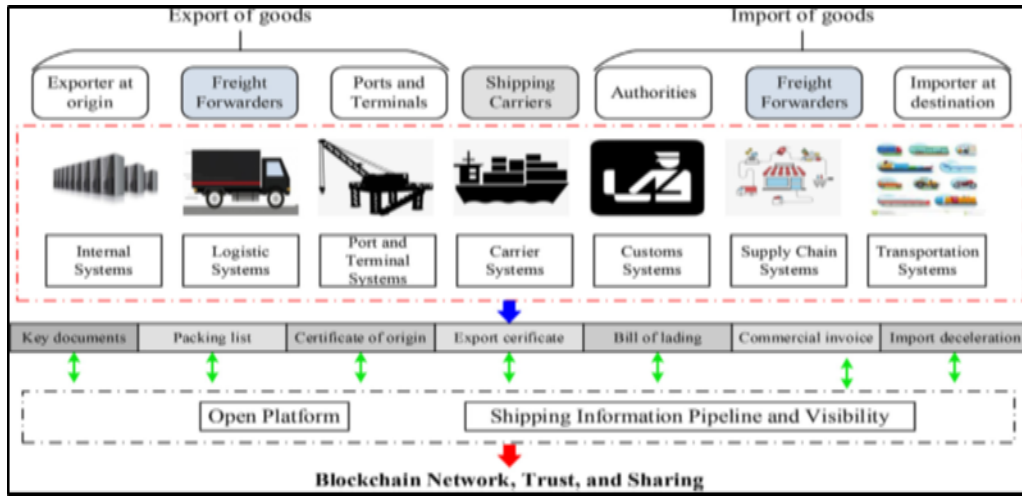 Export of goods
Import of goods
Exporter at
origin
Freight
Forwarders
Ports and
Terminals
Shipping
Carriers
Authorities
Freight
Forwarders
Importer at
destination
Internal
Systems
Logistic
Systems
Port and
Terminal
Systems
Carrier
Systems
Customs
Systems
Supply Chain
Systems
Transportation
Systems
Key documents
Packing list
Certificate of origin
Export cerificate
Bill of lading
Commercial invoice
Import deceleration
Open Platform
Shipping Information Pipeline and Visibility
Blockchain Network, Trust, and Sharing